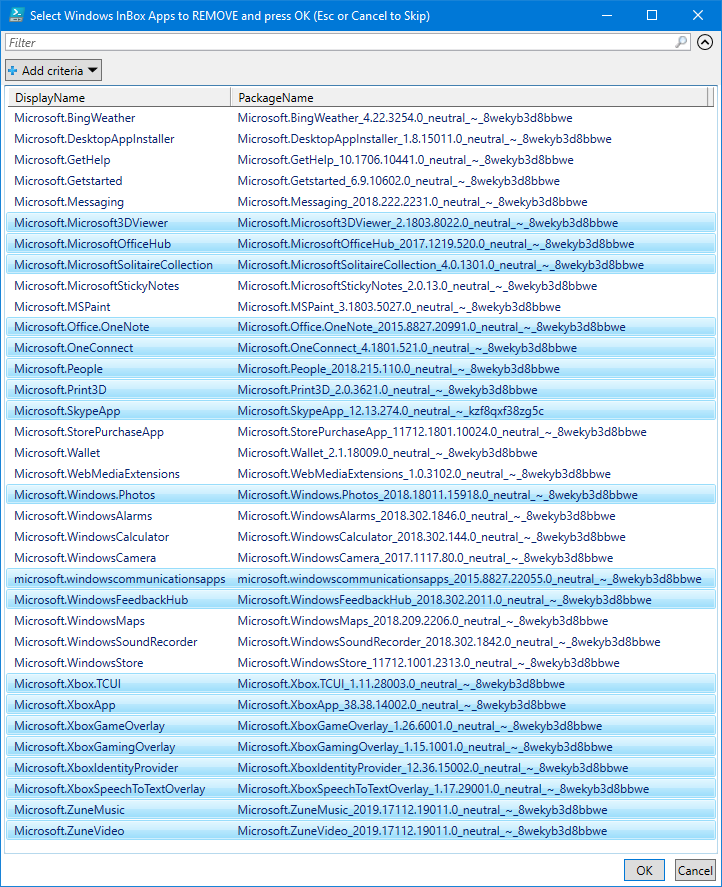 Select Windows InBox Apps to REMOVE and press OK (Esc or Cancel to Skip)
Filter
Add criteria
DisplayName PackageName
Microsoft.BingWeather Microsoft.BingWeather_4.22.3254.0_neutral_~_8wekyb3d8bbwe
Microsoft.DesktopAppInstaller Microsoft.DesktopAppInstaller_1.8.15011.0_neutral_~_8wekyb3d8bbwe
Microsoft.GetHelp Microsoft.GetHelp_10.1706.10441.0_neutral_~_8wekyb3d8bbwe
Microsoft.Getstarted Microsoft.Getstarted_6.9.10602.0_neutral_~_8wekyb3d8bbwe
Microsoft.Messaging Microsoft.Messaging_2018.222.2231.0_neutral_~_8wekyb3d8bbwe
Microsoft.Microsoft3DViewer Microsoft.Microsoft3DViewer_2.1803.8022.0_neutral_~_8wekyb3d8bbwe
Microsoft.MicrosoftOfficeHub Microsoft.MicrosoftOfficeHub_2017.1219.520.0_neutral_~_8wekyb3d8bbwe
Microsoft.MicrosoftSolitaireCollection Microsoft.MicrosoftSolitaireCollection_4.0.1301.0_neutral_~_8wekyb3d8bbwe
Microsoft.MicrosoftStickyNotes Microsoft.MicrosoftStickyNotes_2.0.13.0_neutral_~_8wekyb3d8bbwe
Microsoft.MSPaint Microsoft.MSPaint_3.1803.5027.0_neutral_~_8wekyb3d8bbwe
Microsoft.Office.OneNote Microsoft.Office.OneNote_2015.8827.20991.0_neutral_~_8wekyb3d8bbwe
Microsoft.OneConnect Microsoft.OneConnect_4.1801.521.0_neutral_~_8wekyb3d8bbwe
Microsoft.People Microsoft.People_2018.215.110.0_neutral_~_8wekyb3d8bbwe
Microsoft.Print3D Microsoft.Print3D_2.0.3621.0_neutral_~_8wekyb3d8bbwe
Microsoft.SkypeApp Microsoft.SkypeApp_12.13.274.0_neutral_~_kzf8qxf38zg5c
Microsoft.StorePurchaseApp Microsoft.StorePurchaseApp_11712.1801.10024.0_neutral_~_8wekyb3d8bbwe
Microsoft.Wallet Microsoft.Wallet_2.1.18009.0_neutral_~_8wekyb3d8bbwe
Microsoft.WebMediaExtensions Microsoft.WebMediaExtensions_1.0.3102.0_neutral_~_8wekyb3d8bbwe
Microsoft.Windows.Photos Microsoft.Windows.Photos_2018.18011.15918.0_neutral_~_8wekyb3d8bbwe
Microsoft.WindowsAlarms Microsoft.WindowsAlarms_2018.302.1846.0_neutral_~_8wekyb3d8bbwe
Microsoft.WindowsCalculator Microsoft.WindowsCalculator_2018.302.144.0_neutral_~_8wekyb3d8bbwe
Microsoft.WindowsCamera Microsoft.WindowsCamera_2017.1117.80.0_neutral_~_8wekyb3d8bbwe
microsoft.windowscommunicationsapps microsoft.windowscommunicationsapps_2015.8827.22055.0_neutral_~_8wekyb3d8bbwe
Microsoft.WindowsFeedbackHub Microsoft.WindowsFeedbackHub_2018.302.2011.0_neutral_~_8wekyb3d8bbwe
Microsoft.WindowsMaps Microsoft.WindowsMaps_2018.209.2206.0_neutral_~_8wekyb3d8bbwe
Microsoft.WindowsSoundRecorder Microsoft.WindowsSoundRecorder_2018.302.1842.0_neutral_~_8wekyb3d8bbwe
Microsoft.WindowsStore Microsoft.WindowsStore_11712.1001.2313.0_neutral_~_8wekyb3d8bbwe
Microsoft.Xbox.TCUI Microsoft.Xbox.TCUI_1.11.28003.0_neutral_~_8wekyb3d8bbwe
Microsoft.XboxApp Microsoft.XboxApp_38.38.14002.0_neutral_~_8wekyb3d8bbwe
Microsoft.XboxGameOverlay Microsoft.XboxGameOverlay_1.26.6001.0_neutral_~_8wekyb3d8bbwe
Microsoft.XboxGamingOverlay Microsoft.XboxGamingOverlay_1.15.1001.0_neutral_~_8wekyb3d8bbwe
Microsoft.XboxIdentityProvider Microsoft.XboxIdentityProvider_12.36.15002.0_neutral_~_8wekyb3d8bbwe
Microsoft.XboxSpeechToTextOverlay Microsoft.XboxSpeechToTextOverlay_1.17.29001.0_neutral_~_8wekyb3d8bbwe
Microsoft.ZuneMusic Microsoft.ZuneMusic_2019.17112.19011.0_neutral_~_8wekyb3d8bbwe
Microsoft.ZuneVideo Microsoft.ZuneVideo_2019.17112.19011.0_neutral_~_8wekyb3d8bbwe
OK Cancel